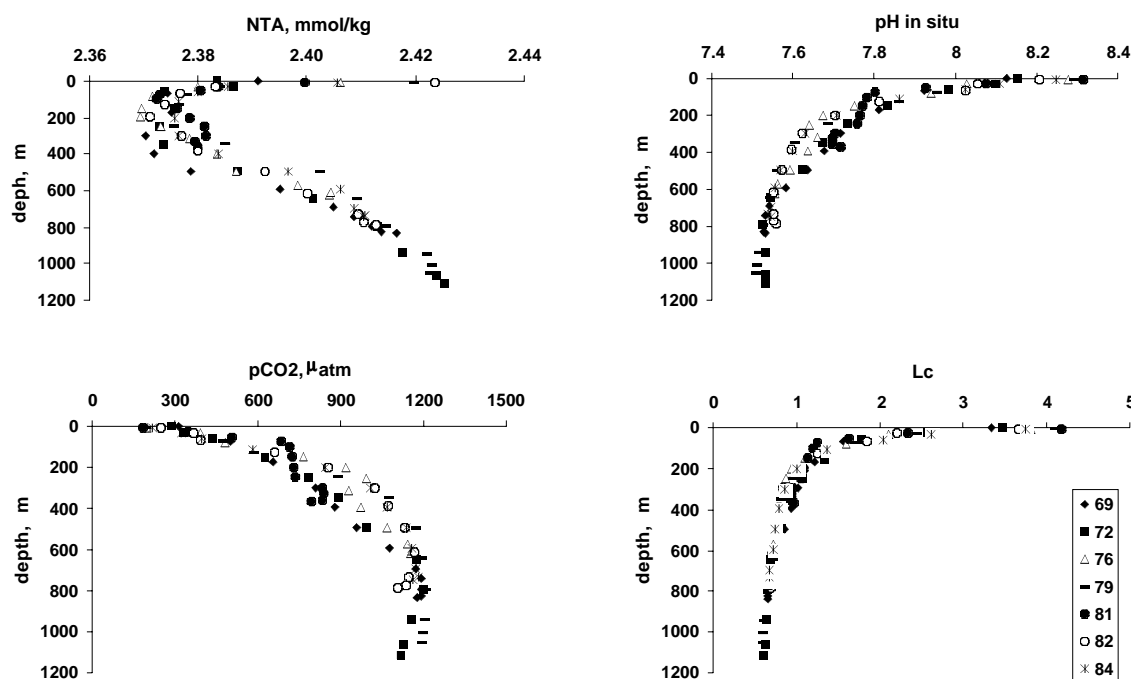 NTA, mmol/kg
2.36 2.38 2.40 2.42 2.44
0
200
400
600
800
1000
1200
deph, m
pH in situ
7.4 7.6 7.8 8 8.2 8.4
0
200
400
600
800
1000
1200
depth, m
pCO2, μatm
0 300 600 900 1200 1500
0
200
400
600
800
1000
1200
depth, m
Lc
0 1 2 3 4 5
0
200
400
600
800
1000
1200
depth, m
69
72
76
79
81
82
84